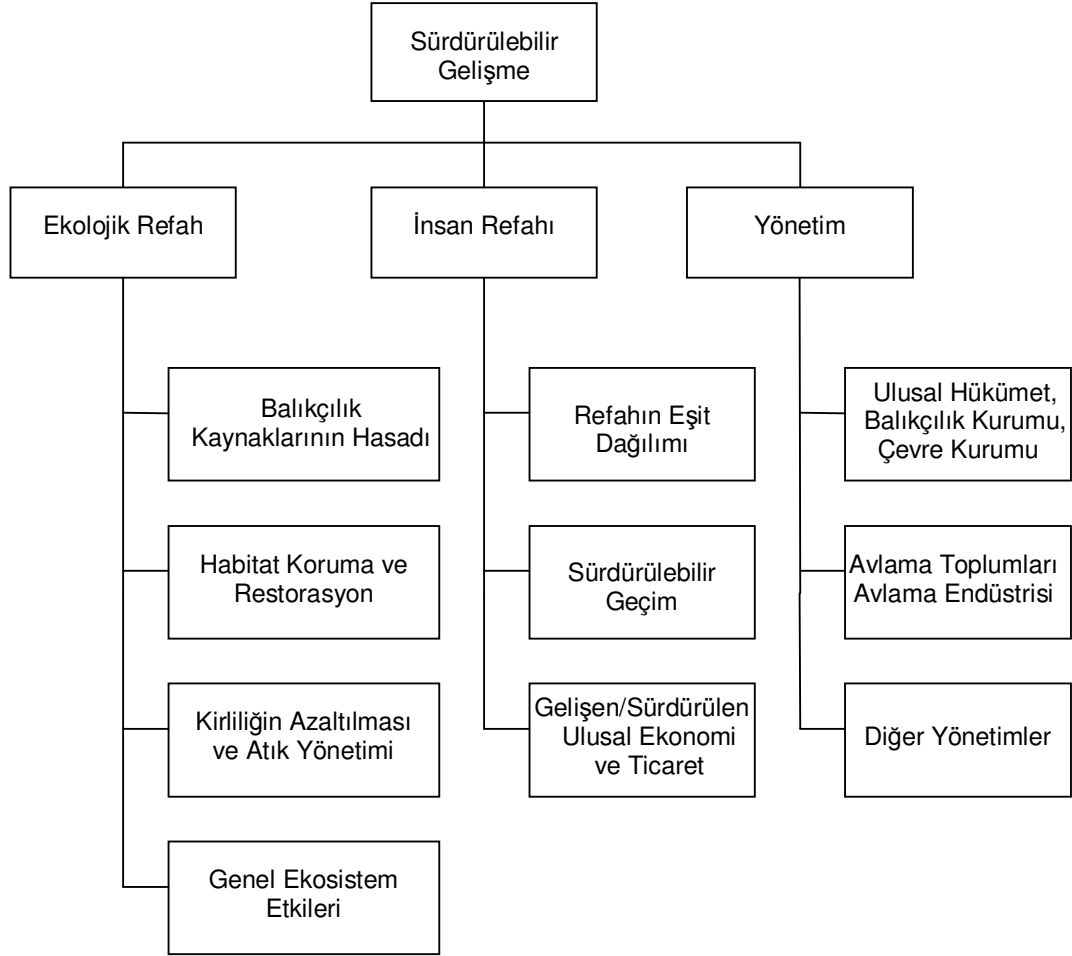 Sürdürülebilir
Gelişme
Ekolojik Refah
İnsan Refahı
Yönetim
Balıkçılık
Kaynaklarının Hasadı
Refahın Eşit
Dağılımı
Ulusal Hükümet,
Balıkçılık Kurumu,
Çevre Kurumu
Habitat Koruma ve
Restorasyon
Sürdürülebilir
Geçim
Avlama Toplumları
Avlama Endüstrisi
Kirliliğin Azaltılması
ve Atık Yönetimi
Gelişen/Sürdürülen
Ulusal Ekonomi
ve Ticaret
Diğer Yönetimler
Genel Ekosistem
Etkileri